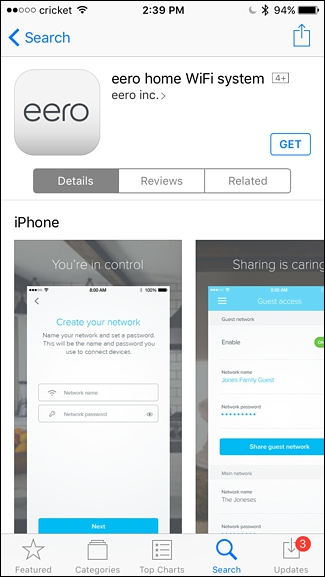 cricket 2:39 PM 94%
Search
eero
eero home WiFi system 4+
eero inc. >
GET
Details Reviews Related
iPhone
You're in control
8:00 AM 100%
Create your network
Name your network and set a password.
This will be the name and password you
use to connect devices.
Network name
Network password
Next
Sharing is caring
8:00 AM
Guest access
Guest network
Enable ON
Network name
Jones Family Guest
Network password
Share guest network
Main network
Network name
The Joneses
Network password
Featured Categories Top Charts Search Updates
3